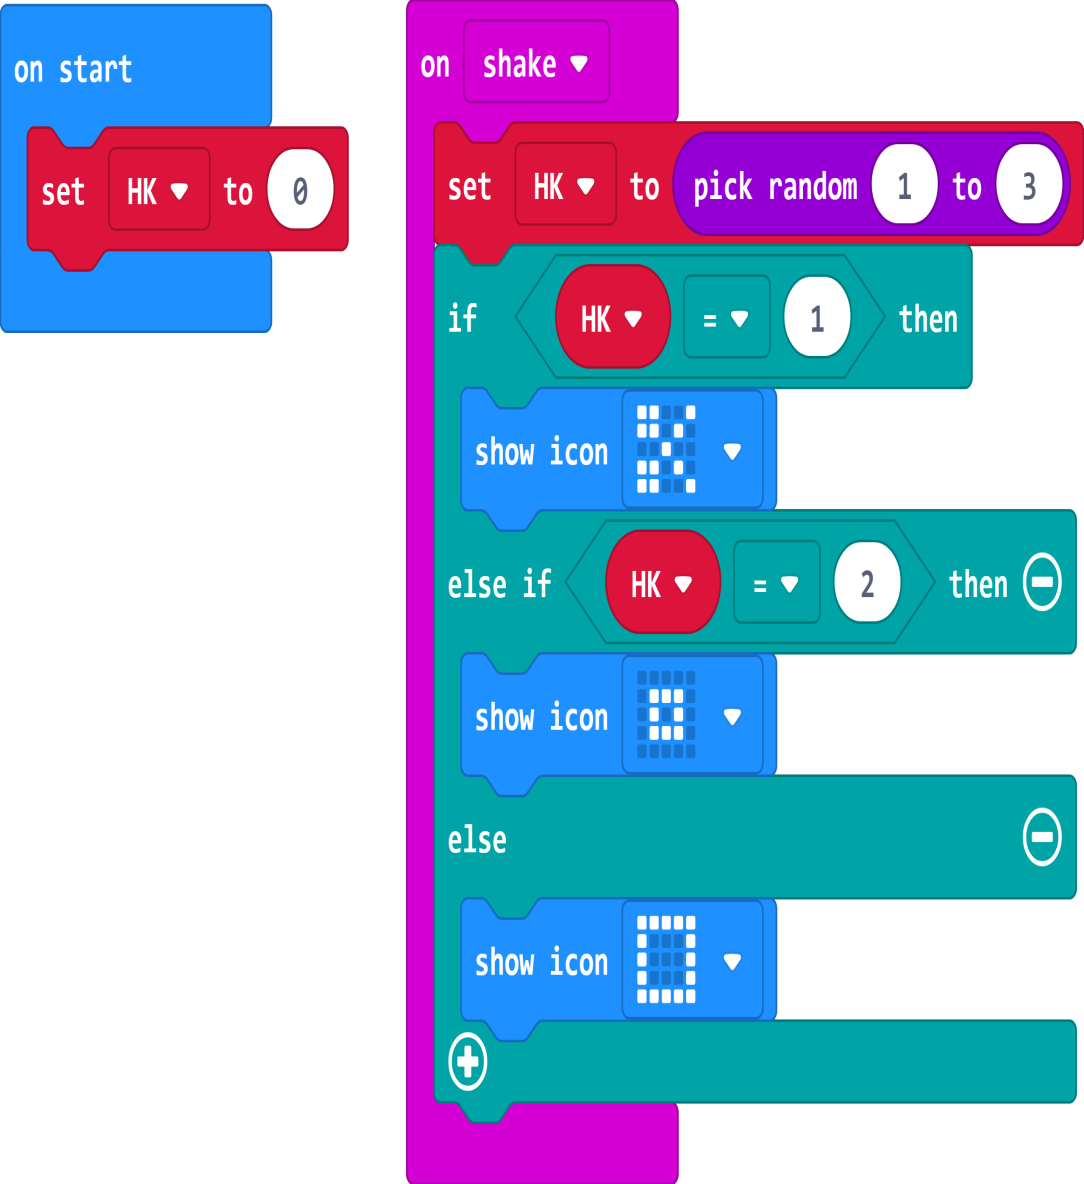 on start
set HK to 0
on shake
set HK to pick random 1 to 3
if HK = 1 then
show icon
else if HK = 2 then
show icon
else
show icon